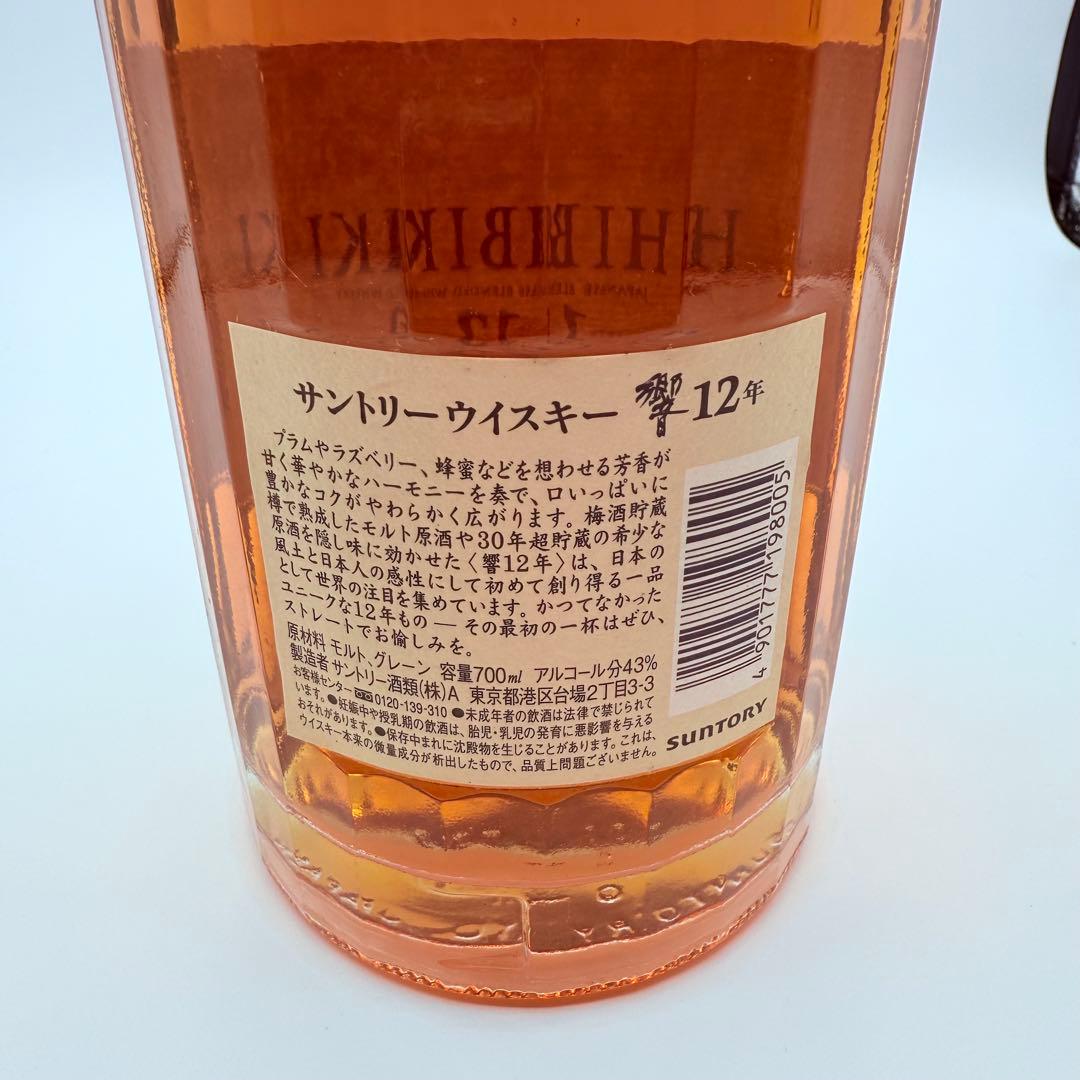 HIBIKI
サントリーウイスキー 響 12年
プラムやラズベリー、蜂蜜などを想わせる芳香が
甘く華やかなハーモニーを奏で、口いっぱいに
豊かなコクがやわらかく広がります。梅酒貯蔵
樽で熟成したモルト原酒や30年超貯蔵の希少な
原酒を隠し味に効かせた〈響12年〉は、日本の
風土と日本人の感性にして初めて創り得る一品
として世界の注目を集めています。かつてなかった
ユニークな12年もの ― その最初の一杯はぜひ、
ストレートでお愉しみを。
原材料 モルト、グレーン 容量700ml アルコール分43%
製造者 サントリー酒類(株)A 東京都港区台場2丁目3-3
お客様センター 0120-139-310 ●未成年者の飲酒は法律で禁じられて
います。●妊娠中や授乳期の飲酒は、胎児・乳児の発育に悪影響を与える
おそれがあります。●保存中まれに沈殿物を生じることがあります。これは、
ウイスキー本来の微量成分が析出したもので、品質上問題ございません。
4 901777 198005
SUNTORY